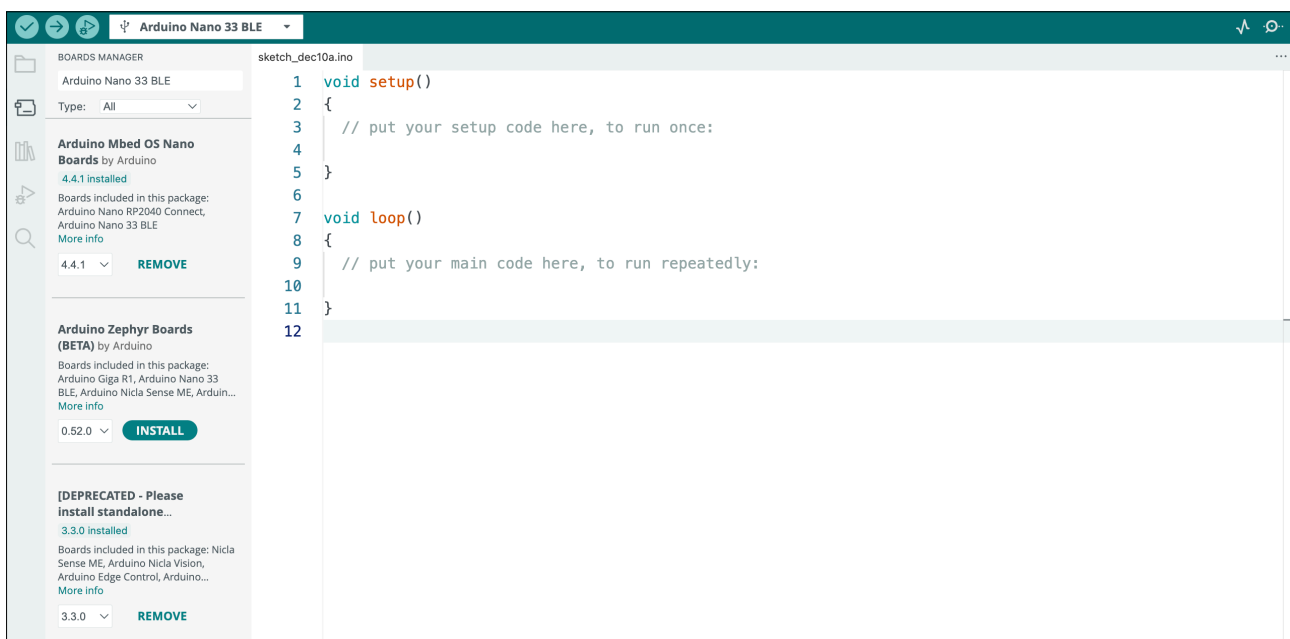 Arduino Nano 33 BLE
BOARDS MANAGER
Arduino Nano 33 BLE
Type: All
Arduino Mbed OS Nano
Boards by Arduino
4.4.1 installed
Boards included in this package:
Arduino Nano RP2040 Connect,
Arduino Nano 33 BLE
More info
4.4.1 REMOVE
Arduino Zephyr Boards
(BETA) by Arduino
Boards included in this package:
Arduino Giga R1, Arduino Nano 33
BLE, Arduino Nicla Sense ME, Arduin...
More info
0.52.0 INSTALL
[DEPRECATED - Please
install standalone...
3.3.0 installed
Boards included in this package: Nicla
Sense ME, Arduino Nicla Vision,
Arduino Edge Control, Arduino...
More info
3.3.0 REMOVE
sketch_dec10a.ino
1 void setup()
2 {
3 // put your setup code here, to run once:
4
5 }
6
7 void loop()
8 {
9 // put your main code here, to run repeatedly:
10
11 }
12